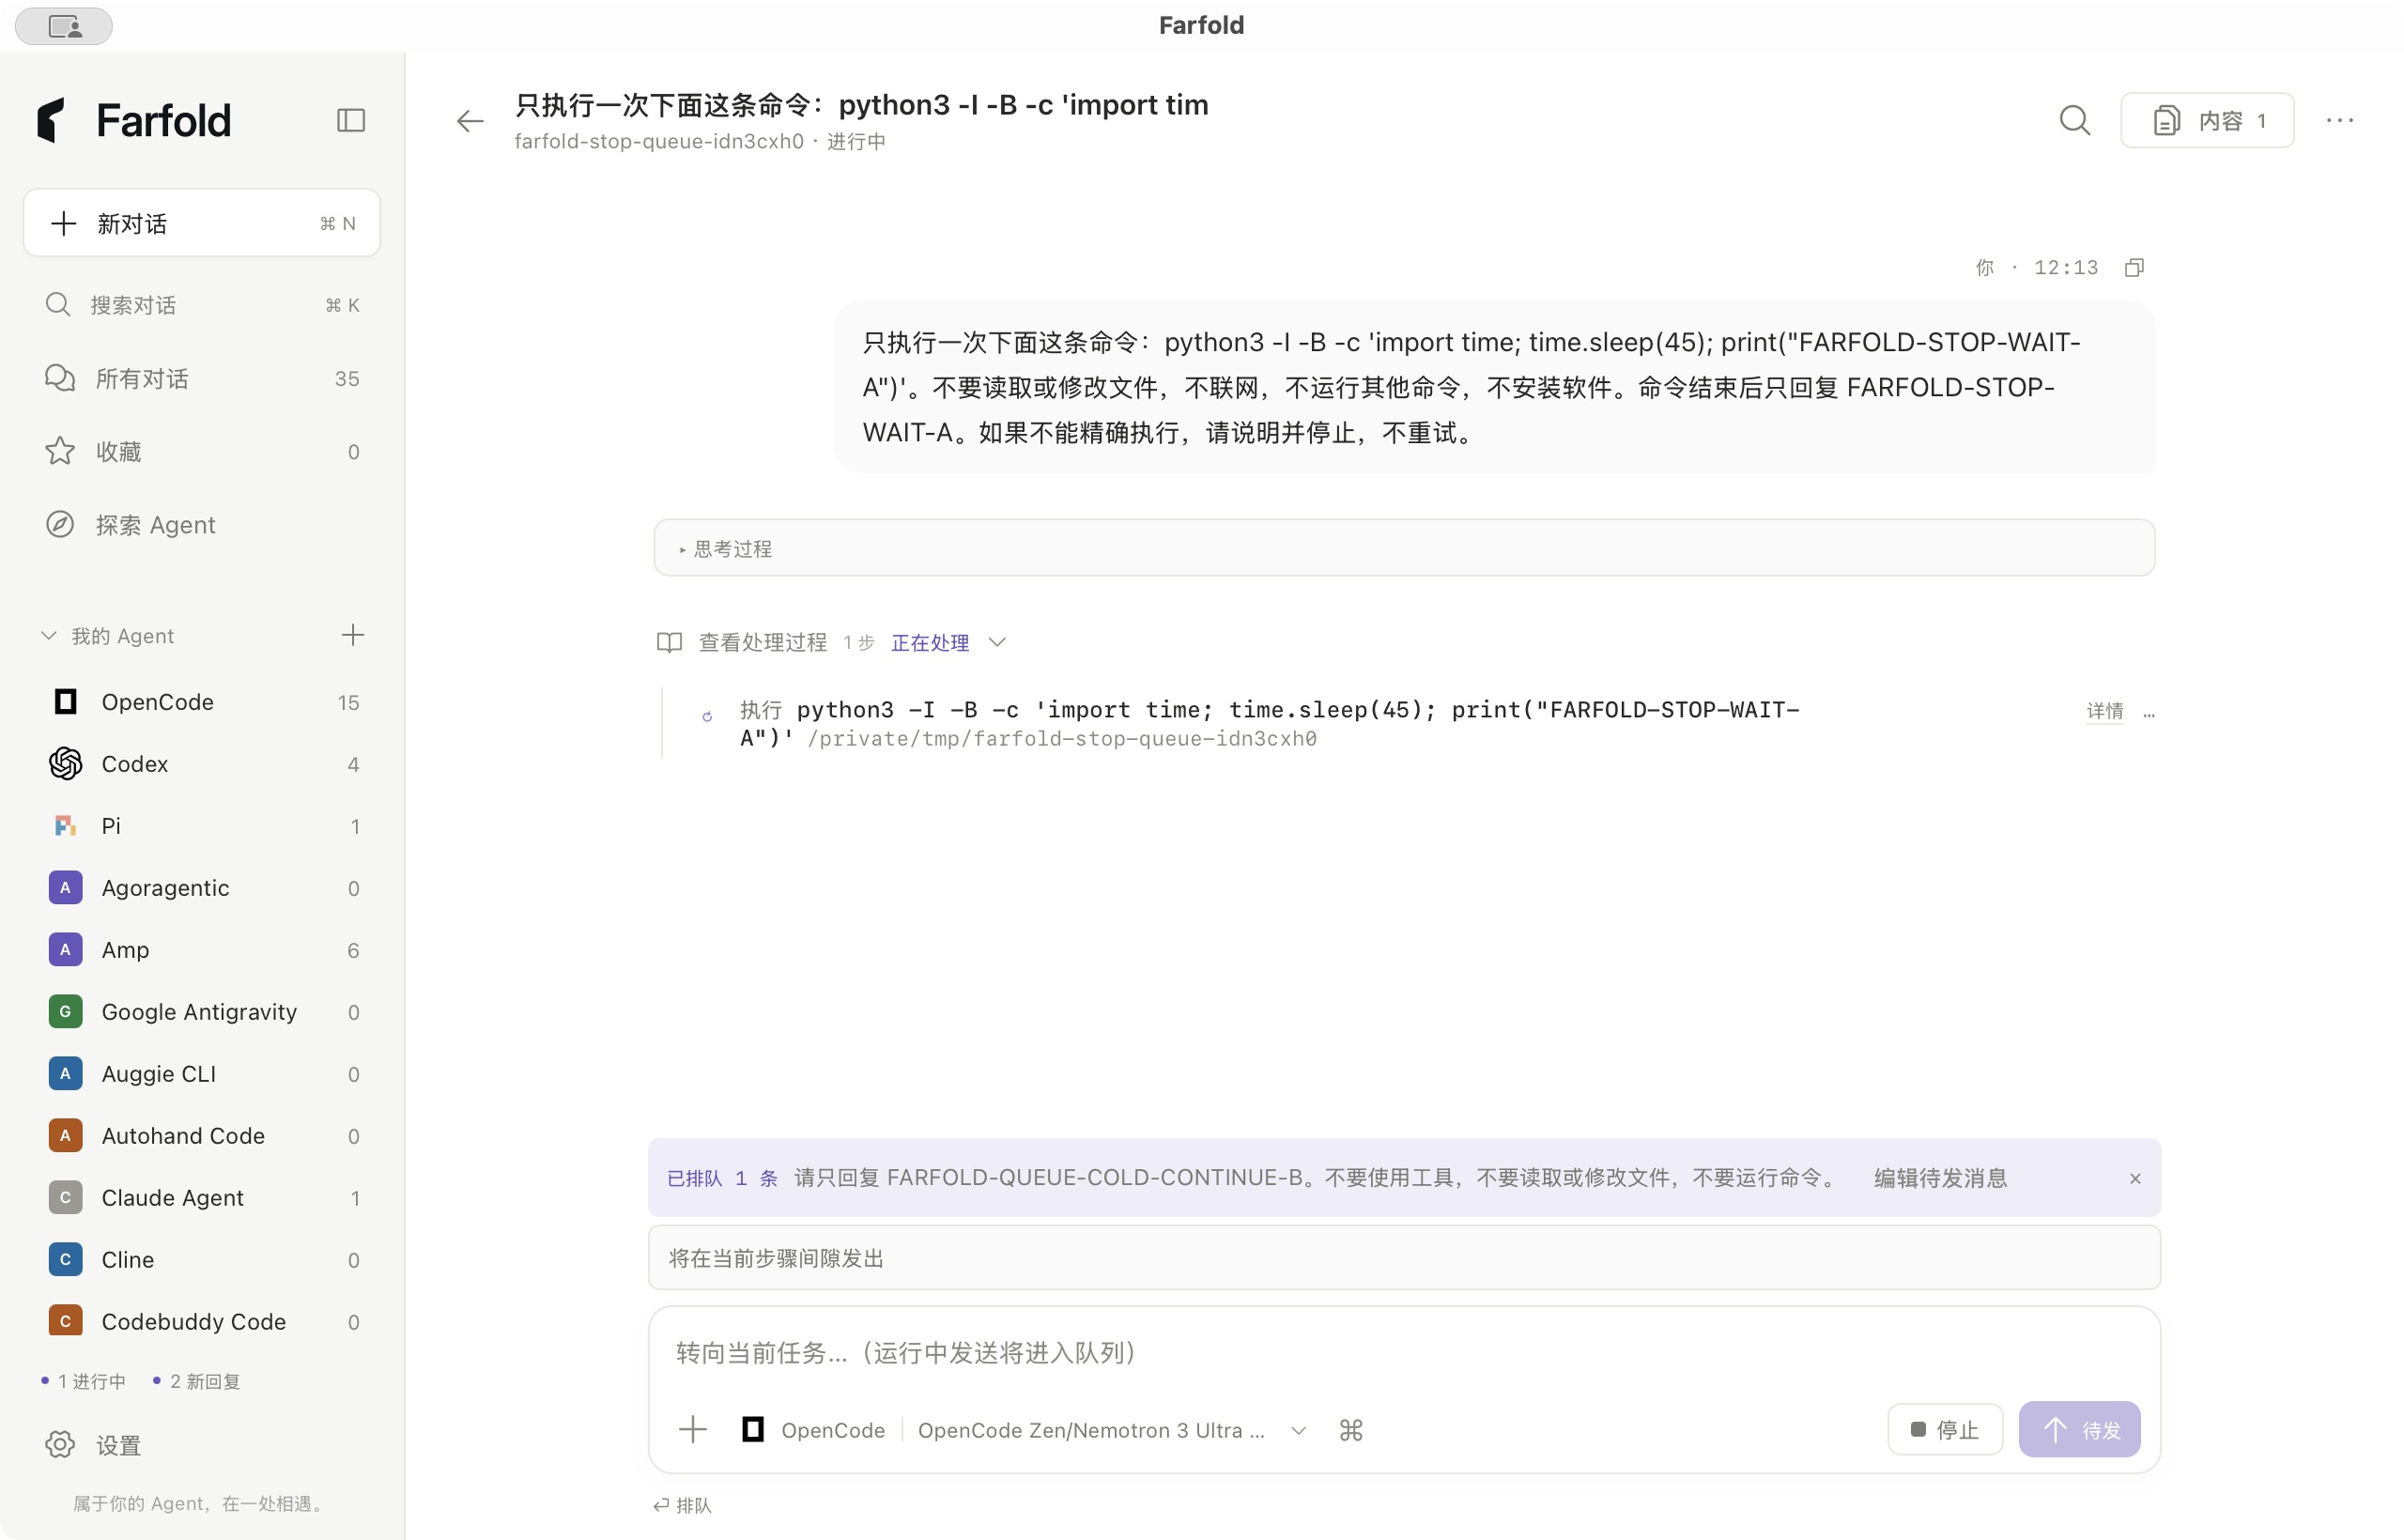 Farfold
Farfold
新对话 ⌘ N
搜索对话 ⌘ K
所有对话 35
收藏 0
探索 Agent
我的 Agent
OpenCode 15
Codex 4
Pi 1
A Agoragentic 0
A Amp 6
G Google Antigravity 0
A Auggie CLI 0
A Autohand Code 0
C Claude Agent 1
C Cline 0
C Codebuddy Code 0
1 进行中 2 新回复
设置
属于你的 Agent，在一处相遇。
只执行一次下面这条命令：python3 -I -B -c 'import tim
farfold-stop-queue-idn3cxh0 · 进行中
内容 1
你 · 12:13
只执行一次下面这条命令：python3 -I -B -c 'import time; time.sleep(45); print("FARFOLD-STOP-WAIT-
A")'。不要读取或修改文件，不联网，不运行其他命令，不安装软件。命令结束后只回复 FARFOLD-STOP-
WAIT-A。如果不能精确执行，请说明并停止，不重试。
思考过程
查看处理过程 1 步 正在处理
执行 python3 -I -B -c 'import time; time.sleep(45); print("FARFOLD-STOP-WAIT-
A")' /private/tmp/farfold-stop-queue-idn3cxh0
详情 …
已排队 1 条 请只回复 FARFOLD-QUEUE-COLD-CONTINUE-B。不要使用工具，不要读取或修改文件，不要运行命令。 编辑待发消息 ×
将在当前步骤间隙发出
转向当前任务…（运行中发送将进入队列）
OpenCode OpenCode Zen/Nemotron 3 Ultra ... ⌘ 停止 待发
排队